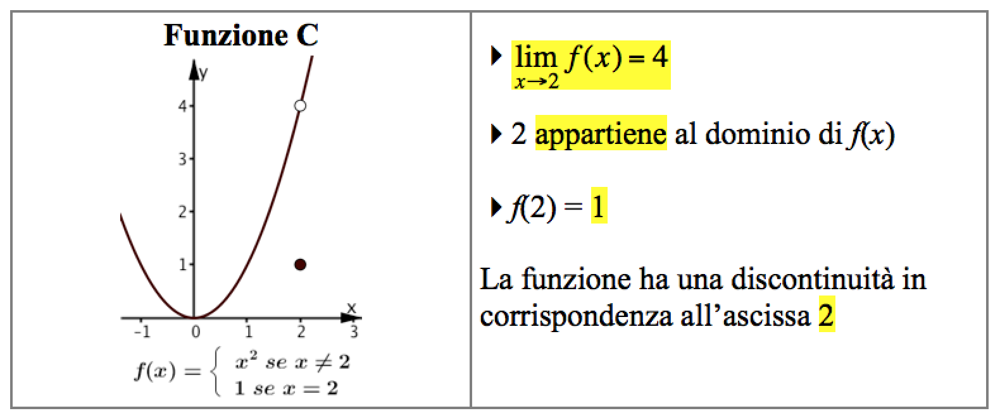 Funzione C
y
4
3
2
1
x
-1 0 1 2 3
f(x) = { x² se x ≠ 2
1 se x = 2
lim f(x) = 4
x→2
2 appartiene al dominio di f(x)
f(2) = 1
La funzione ha una discontinuità in
corrispondenza all’ascissa 2